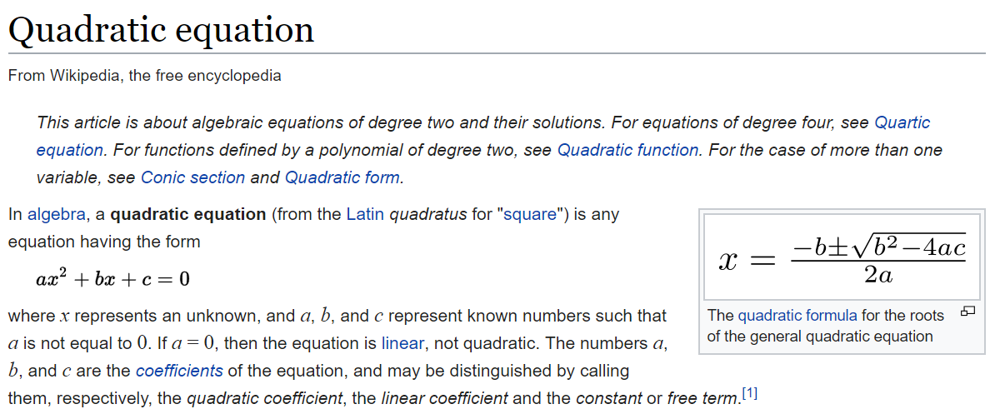 Quadratic equation
From Wikipedia, the free encyclopedia
This article is about algebraic equations of degree two and their solutions. For equations of degree four, see Quartic
equation. For functions defined by a polynomial of degree two, see Quadratic function. For the case of more than one
variable, see Conic section and Quadratic form.
In algebra, a quadratic equation (from the Latin quadratus for "square") is any
equation having the form
ax² + bx + c = 0
where x represents an unknown, and a, b, and c represent known numbers such that
a is not equal to 0. If a = 0, then the equation is linear, not quadratic. The numbers a,
b, and c are the coefficients of the equation, and may be distinguished by calling
them, respectively, the quadratic coefficient, the linear coefficient and the constant or free term.[1]
x = (−b±√(b²−4ac))/(2a)
The quadratic formula for the roots
of the general quadratic equation